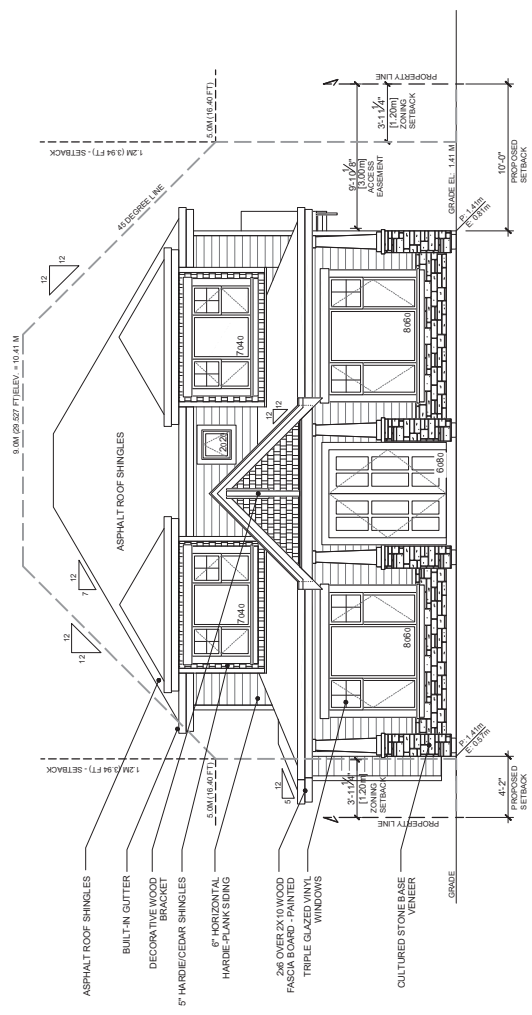 ASPHALT ROOF SHINGLES
BUILT-IN GUTTER
DECORATIVE WOOD
BRACKET
5" HARDIE/CEDAR SHINGLES
6" HORIZONTAL
HARDIE-PLANK SIDING
2x6 OVER 2X10 WOOD
FASCIA BOARD - PAINTED
TRIPLE GLAZED VINYL
WINDOWS
CULTURED STONE BASE
VENEER
GRADE
9.0M (29.527 FT)ELEV. = 10.41 M
45 DEGREE LINE
ASPHALT ROOF SHINGLES
12
12
7
12
12
12
12
12
5
12
1.2M (3.94 FT) - SETBACK
5.0M (16.40 FT)
1.2M (3.94 FT) - SETBACK
5.0M (16.40 FT)
7040
2020
7040
8060
6080
8060
3'-11 1/4"
[1.20m]
ZONING
SETBACK
PROPERTY LINE
4'-2"
PROPOSED
SETBACK
P: 1.41m
E: 0.57m
PROPERTY LINE
3'-11 1/4"
[1.20m]
ZONING
SETBACK
9'-10 1/8"
[3.00m]
ACCESS
EASEMENT
GRADE EL: 1.41 M
P: 1.41m
E: 0.81m
10'-0"
PROPOSED
SETBACK